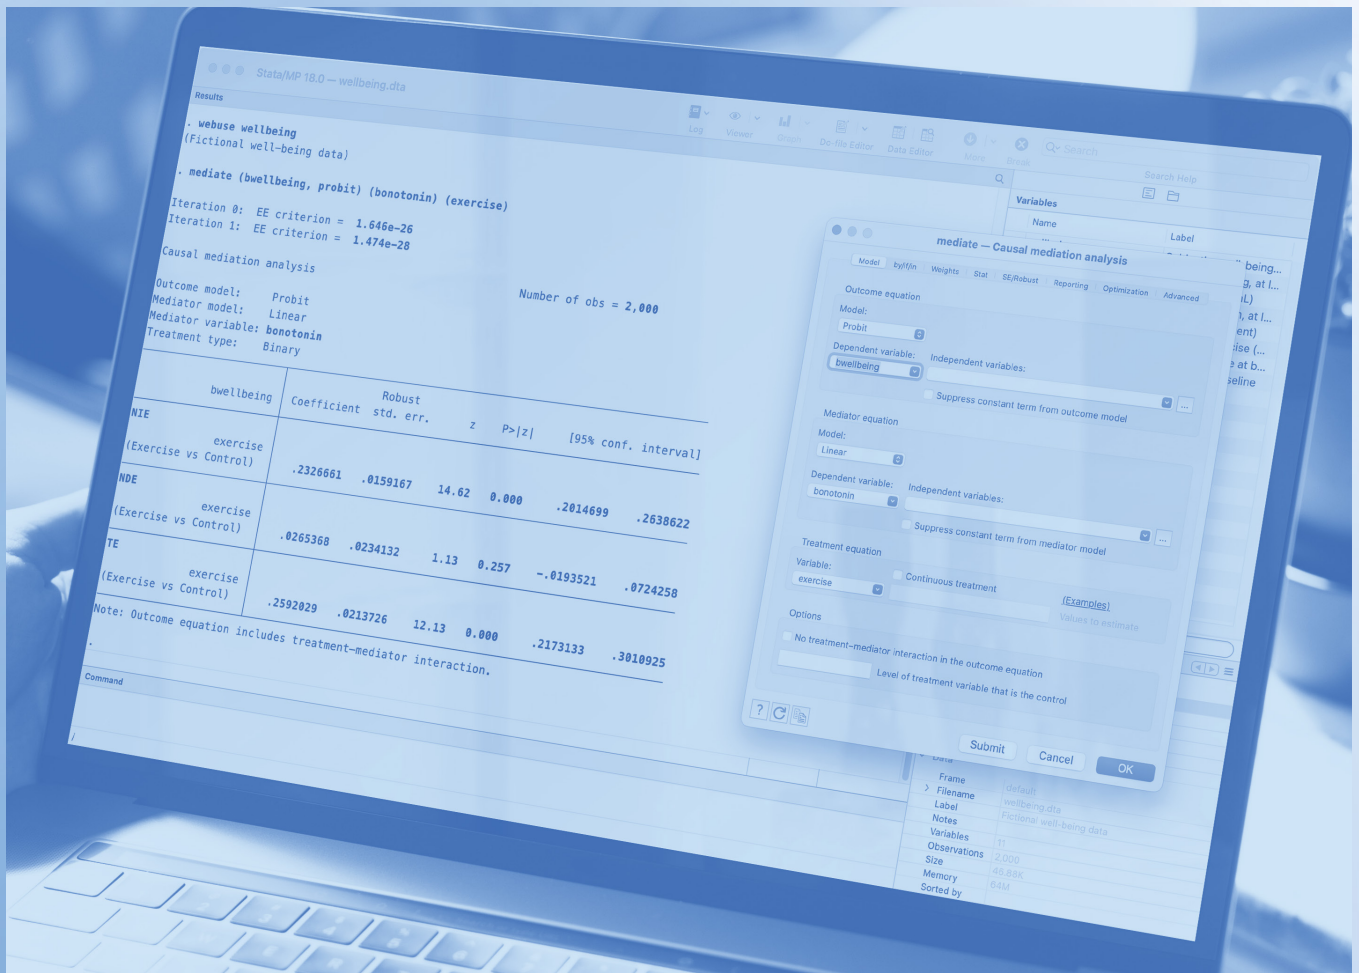 Stata/MP 18.0 — wellbeing.dta
Results
. webuse wellbeing
(Fictional well-being data)
. mediate (bwellbeing, probit) (bonotonin) (exercise)
Iteration 0:  EE criterion =  1.646e-26
Iteration 1:  EE criterion =  1.474e-28
Causal mediation analysis
Number of obs = 2,000
Outcome model:    Probit
Mediator model:   Linear
Mediator variable: bonotonin
Treatment type:   Binary
Robust
bwellbeing  Coefficient  std. err.  z  P>|z|  [95% conf. interval]
NIE
exercise
(Exercise vs Control)  .2326661  .0159167  14.62  0.000  .2014699  .2638622
NDE
exercise
(Exercise vs Control)  .0265368  .0234132  1.13  0.257  -.0193521  .0724258
TE
exercise
(Exercise vs Control)  .2592029  .0213726  12.13  0.000  .2173133  .3010925
Note: Outcome equation includes treatment–mediator interaction.
.
Command
Log  Viewer  Graph  Do-file Editor  Data Editor  More  Break
Search
Search Help
Variables
Name  Label
being...
ent)
seline
mediate — Causal mediation analysis
Model  by/if/in  Weights  Stat  SE/Robust  Reporting  Optimization  Advanced
Outcome equation
Model:
Probit
Dependent variable:  Independent variables:
bwellbeing  ...
Suppress constant term from outcome model
Mediator equation
Model:
Linear
Dependent variable:  Independent variables:
bonotonin  ...
Suppress constant term from mediator model
Treatment equation
Variable:  Continuous treatment
exercise  (Examples)
Values to estimate
Options
No treatment-mediator interaction in the outcome equation
Level of treatment variable that is the control
?
Submit  Cancel  OK
Data
Frame  default
Filename  wellbeing.dta
Label  Fictional well-being data
Notes
Variables  11
Observations  2,000
Size  46.88K
Memory  64M
Sorted by